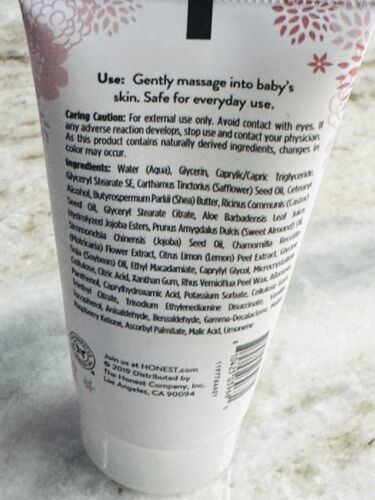 Use: Gently massage into baby's
skin. Safe for everyday use.
Caring Caution: For external use only. Avoid contact with eyes. If
any adverse reaction develops, stop use and contact your physician.
As this product contains naturally derived ingredients, changes in
color may occur.
Ingredients: Water (Aqua), Glycerin, Caprylic/Capric Triglyceride,
Glyceryl Stearate SE, Carthamus Tinctorius (Safflower) Seed Oil, Cetearyl
Alcohol, Butyrospermum Parkii (Shea) Butter, Ricinus Communis (Castor)
Seed Oil, Glyceryl Stearate Citrate, Aloe Barbadensis Leaf Juice,
Hydrolyzed Jojoba Esters, Prunus Amygdalus Dulcis (Sweet Almond) Oil,
Simmondsia Chinensis (Jojoba) Seed Oil, Chamomilla Recutita
(Matricaria) Flower Extract, Citrus Limon (Lemon) Peel Extract, Glycine
Soja (Soybean) Oil, Ethyl Macadamiate, Caprylyl Glycol, Microcrystalline
Cellulose, Citric Acid, Xanthan Gum, Rhus Verniciflua Peel Wax, Allantoin,
Panthenol, Caprylhydroxamic Acid, Potassium Sorbate, Cellulose Gum,
Triethyl Citrate, Trisodium Ethylenediamine Disuccinate,
Tocopherol, Anisaldehyde, Benzaldehyde, Gamma-Decalactone,
Raspberry Ketone, Ascorbyl Palmitate, Malic Acid, Limonene
Join us at HONEST.com
© 2019 Distributed by
The Honest Company, Inc.
Los Angeles, CA 90094